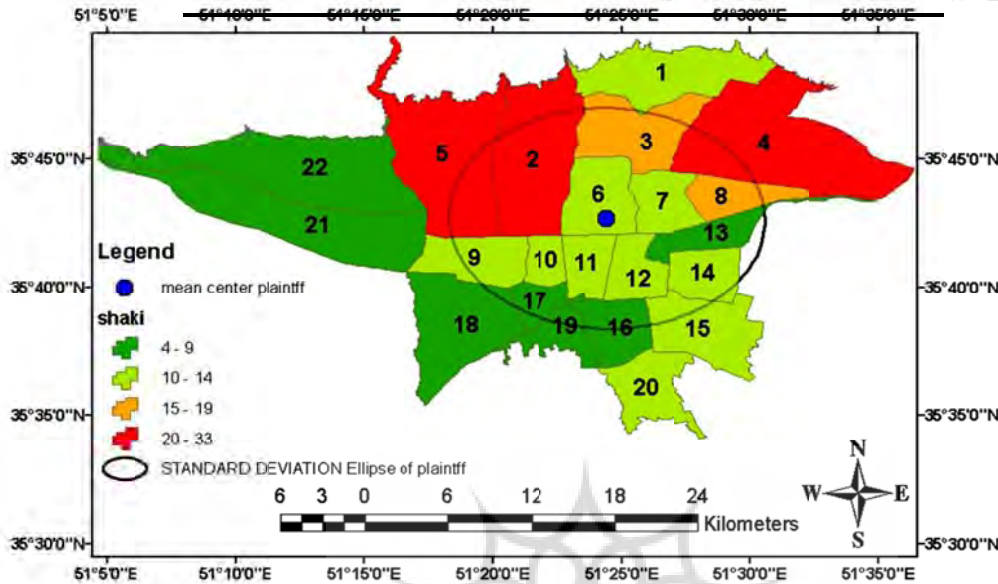 51°5'0"E 51°10'0"E 51°15'0"E 51°20'0"E 51°25'0"E 51°30'0"E 51°35'0"E
1
35°45'0"N 22 5 2 3 4 35°45'0"N
6 7 8
21 13
9 10 11 12 14
35°40'0"N 17 35°40'0"N
18 19 16 15
20
35°35'0"N 35°35'0"N
35°30'0"N 35°30'0"N
Legend
mean center plaintff
shaki
4 - 9
10 - 14
15 - 19
20 - 33
STANDARD DEVIATION Ellipse of plaintff
6 3 0 6 12 18 24
Kilometers
N
W E
S
51°5'0"E 51°10'0"E 51°15'0"E 51°20'0"E 51°25'0"E 51°30'0"E 51°35'0"E